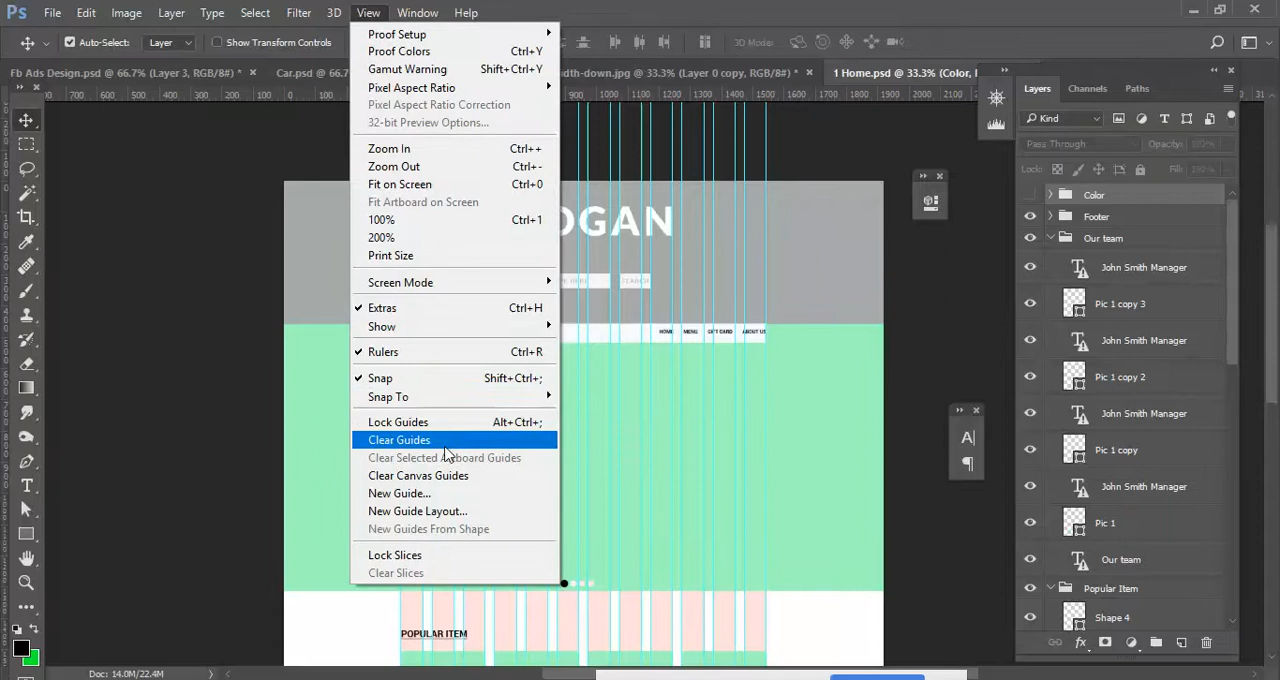 Ps File Edit Image Layer Type Select Filter 3D View Window Help
Auto-Select: Layer Show Transform Controls 3D Mode:
Fb Ads Design.psd @ 66.7% (Layer 3, RGB/8#) * × Car.psd @ 66.7 idth-down.jpg @ 33.3% (Layer 0 copy, RGB/8#) * × 1 Home.psd @ 33.3% (Color,
Proof Setup
Proof Colors Ctrl+Y
Gamut Warning Shift+Ctrl+Y
Pixel Aspect Ratio
Pixel Aspect Ratio Correction
32-bit Preview Options...
Zoom In Ctrl++
Zoom Out Ctrl+-
Fit on Screen Ctrl+0
Fit Artboard on Screen
100% Ctrl+1
200%
Print Size
Screen Mode
Extras Ctrl+H
Show
Rulers Ctrl+R
Snap Shift+Ctrl+;
Snap To
Lock Guides Alt+Ctrl+;
Clear Guides
Clear Selected Artboard Guides
Clear Canvas Guides
New Guide...
New Guide Layout...
New Guides From Shape
Lock Slices
Clear Slices
OGAN
SEARCH
HOME MENU GIFT CARD ABOUT US
POPULAR ITEM
Layers Channels Paths
Kind
Pass Through Opacity: 100%
Lock: Fill: 100%
Color
Footer
Our team
John Smith Manager
Pic 1 copy 3
John Smith Manager
Pic 1 copy 2
John Smith Manager
Pic 1 copy
John Smith Manager
Pic 1
Our team
Popular Item
Shape 4
Doc: 14.0M/22.4M